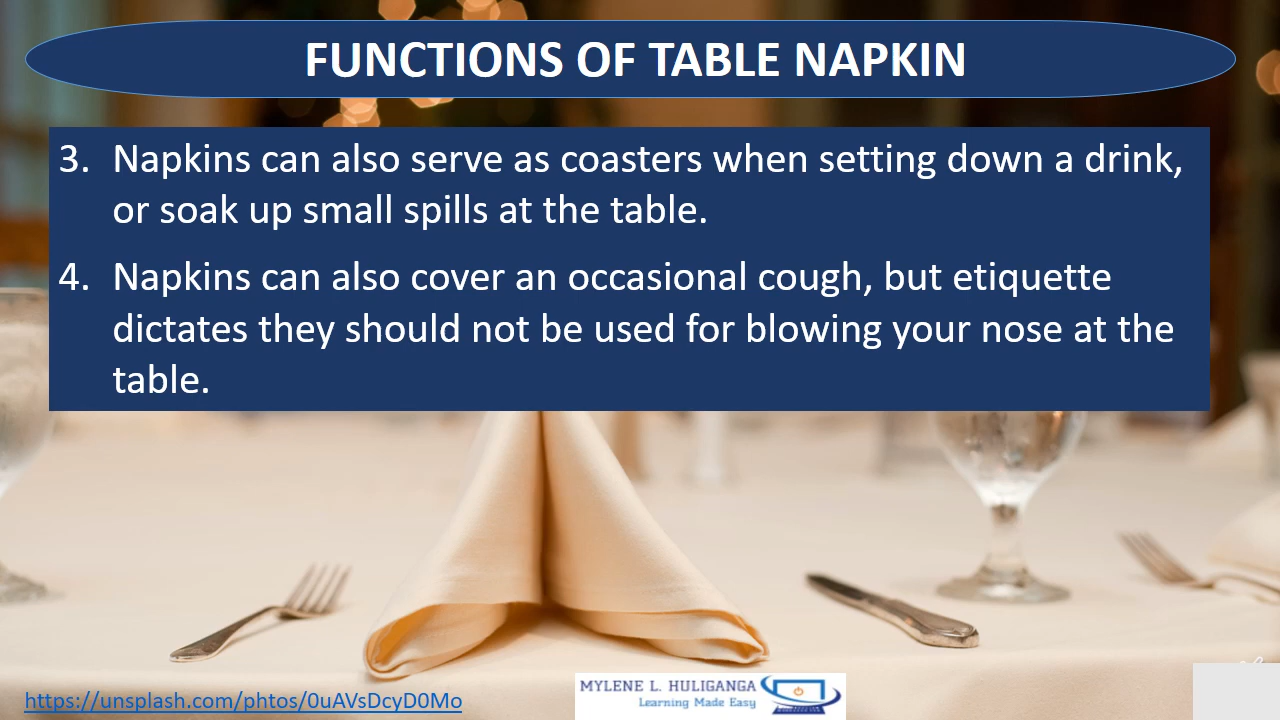 FUNCTIONS OF TABLE NAPKIN
3. Napkins can also serve as coasters when setting down a drink,
or soak up small spills at the table.
4. Napkins can also cover an occasional cough, but etiquette
dictates they should not be used for blowing your nose at the
table.
https://unsplash.com/phtos/0uAVsDcyD0Mo
MYLENE L. HULIGANGA
Learning Made Easy